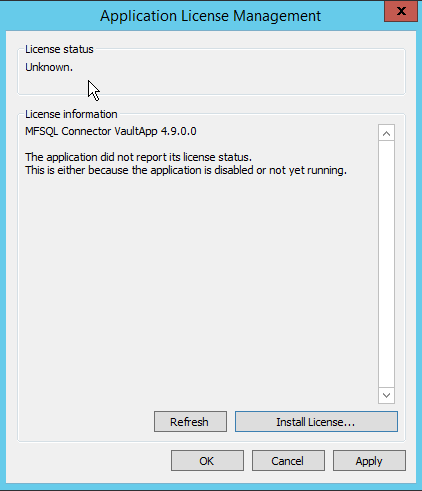 Application License Management
x
License status
Unknown.
License information
MFSQL Connector VaultApp 4.9.0.0
The application did not report its license status.
This is either because the application is disabled or not yet running.
Refresh
Install License...
OK
Cancel
Apply